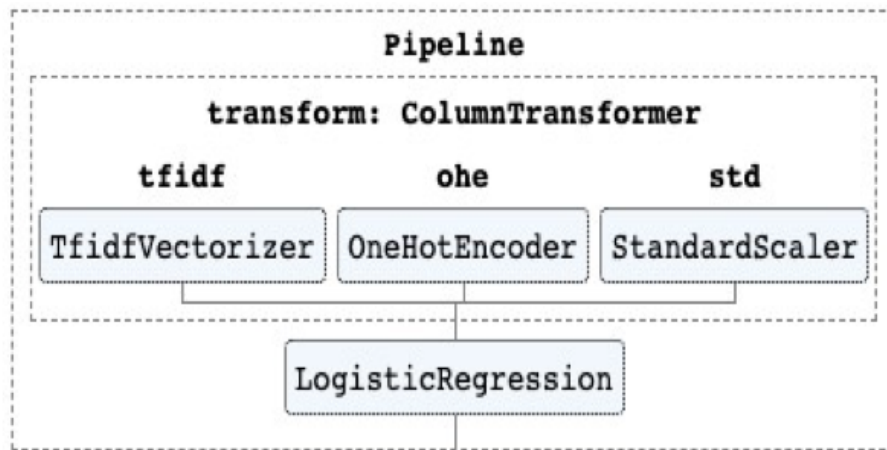 Pipeline
transform: ColumnTransformer
tfidf ohe std
TfidfVectorizer OneHotEncoder StandardScaler
LogisticRegression